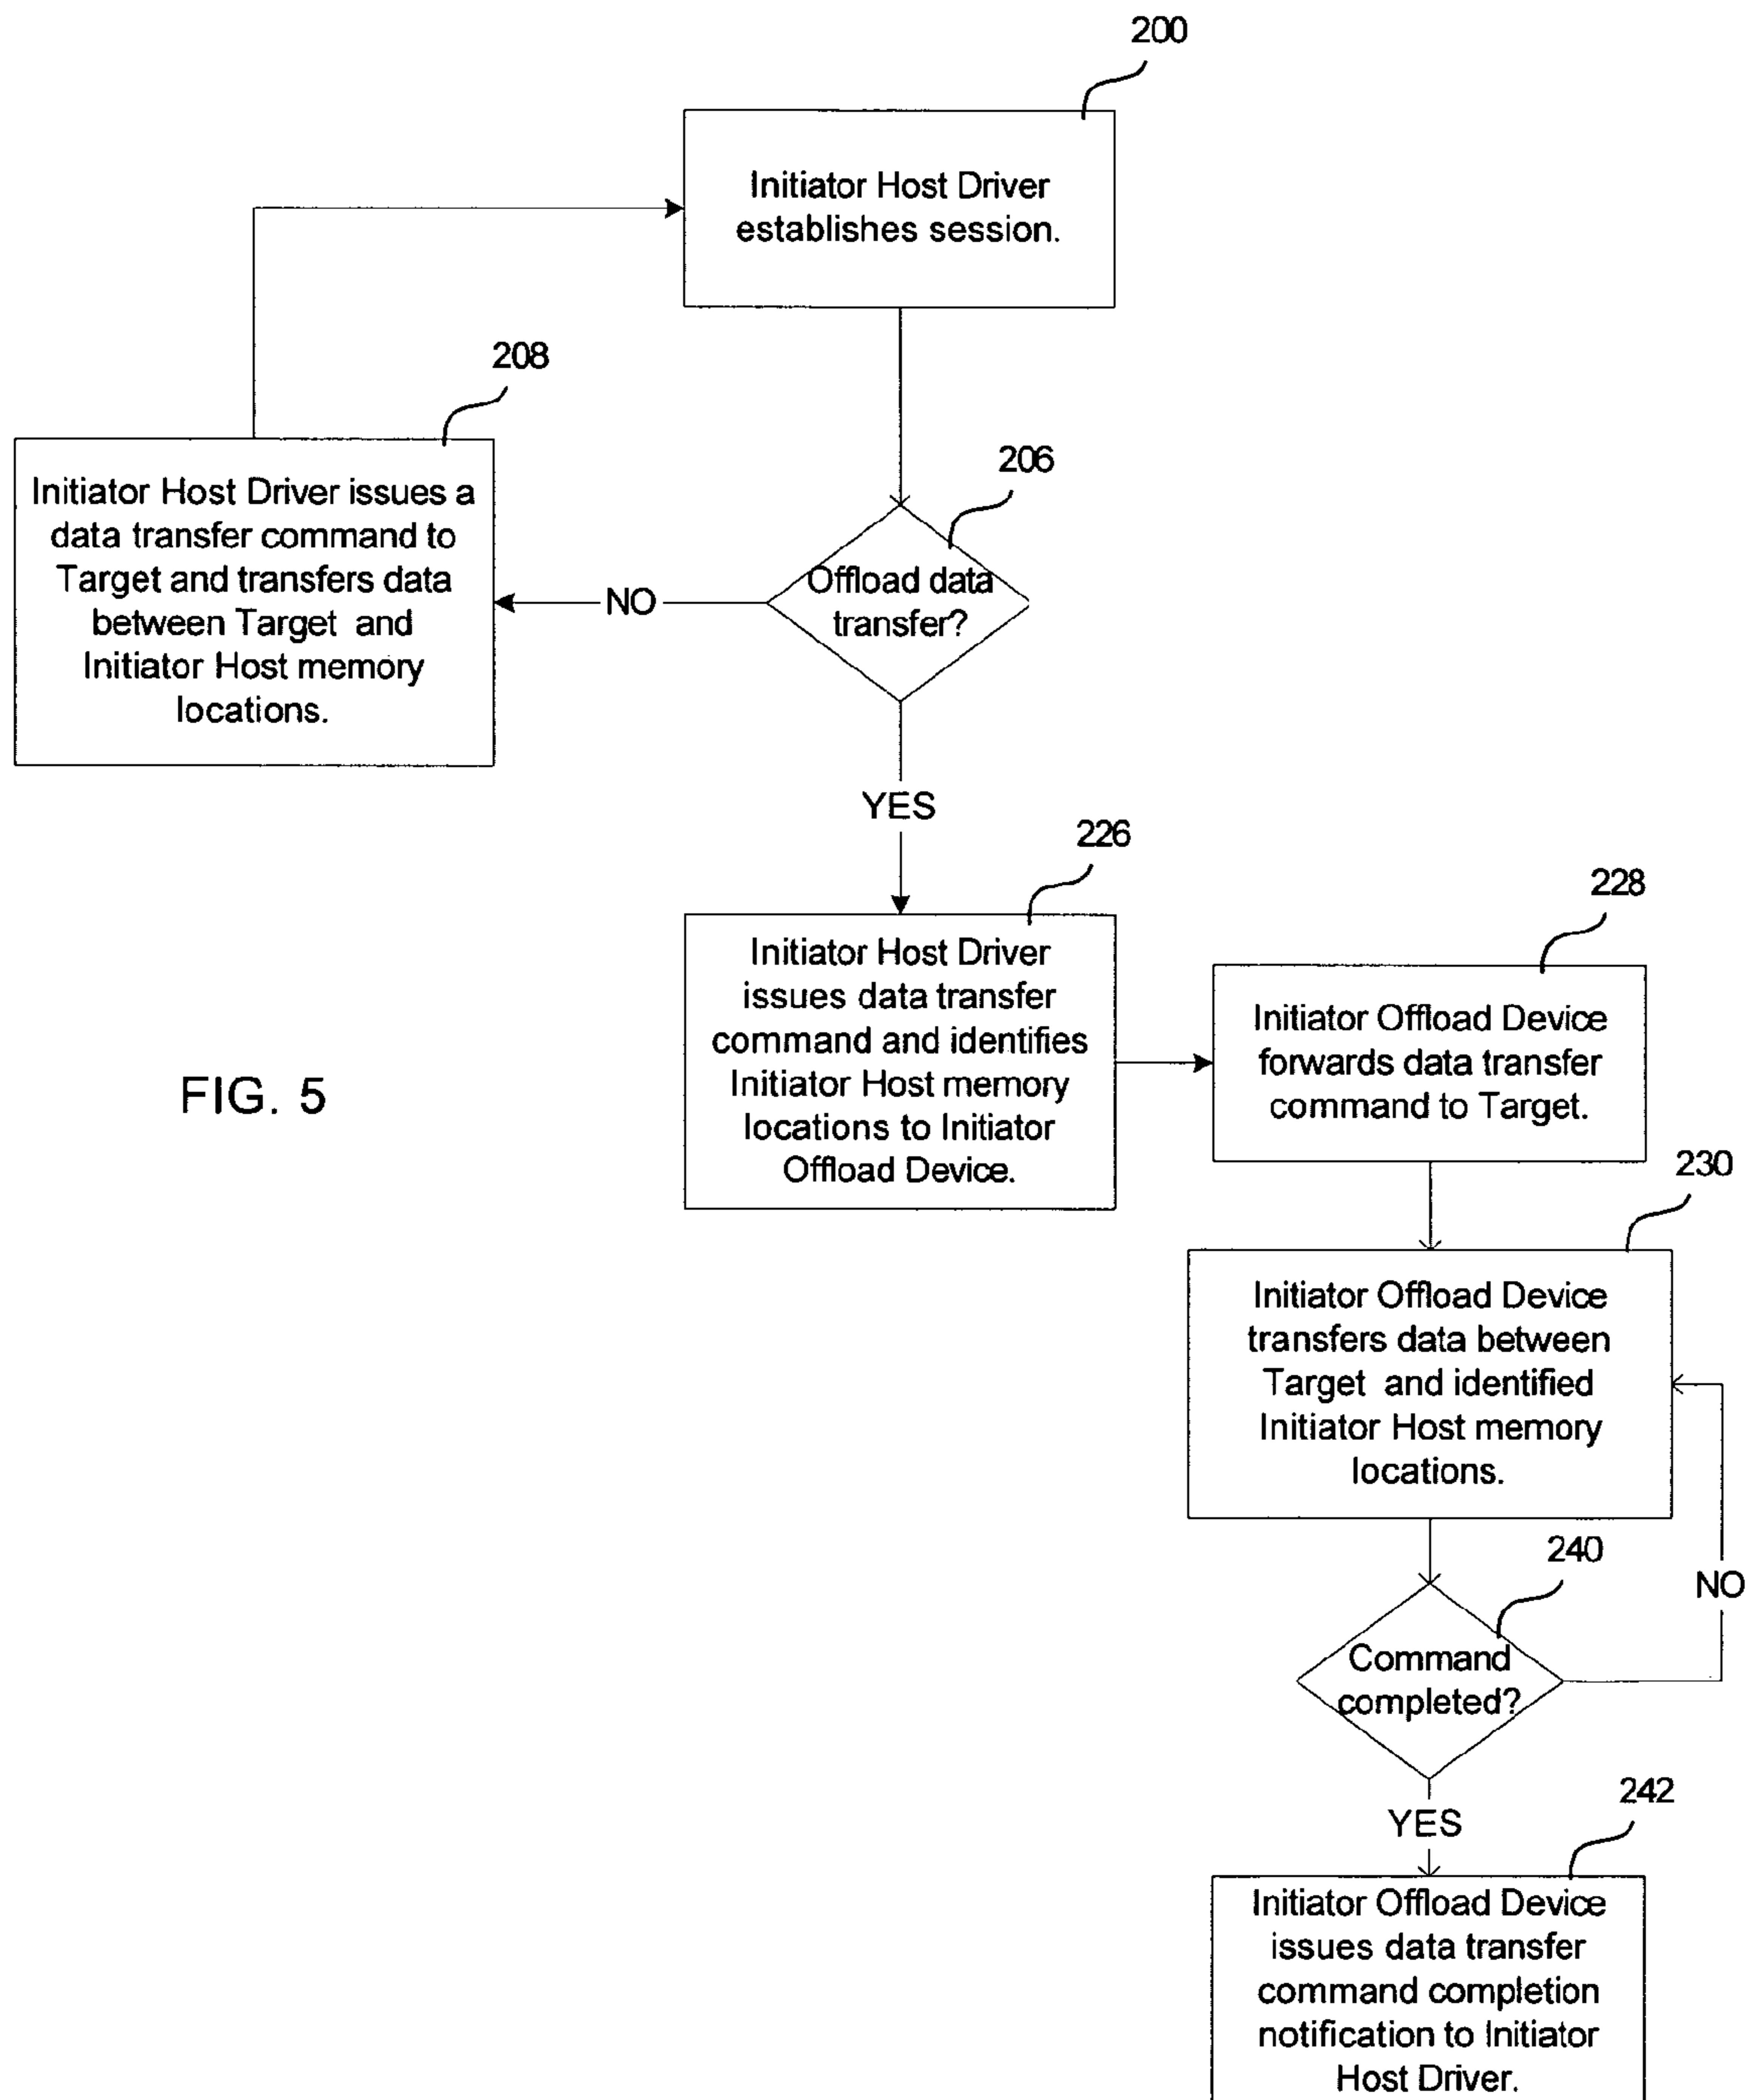 200
Initiator Host Driver
establishes session.
208
Initiator Host Driver issues a
data transfer command to
Target and transfers data
between Target and
Initiator Host memory
locations.
206
Offload data
transfer?
NO
YES
226
Initiator Host Driver
issues data transfer
command and identifies
Initiator Host memory
locations to Initiator
Offload Device.
228
Initiator Offload Device
forwards data transfer
command to Target.
FIG. 5
230
Initiator Offload Device
transfers data between
Target and identified
Initiator Host memory
locations.
240
NO
Command
completed?
YES
242
Initiator Offload Device
issues data transfer
command completion
notification to Initiator
Host Driver.